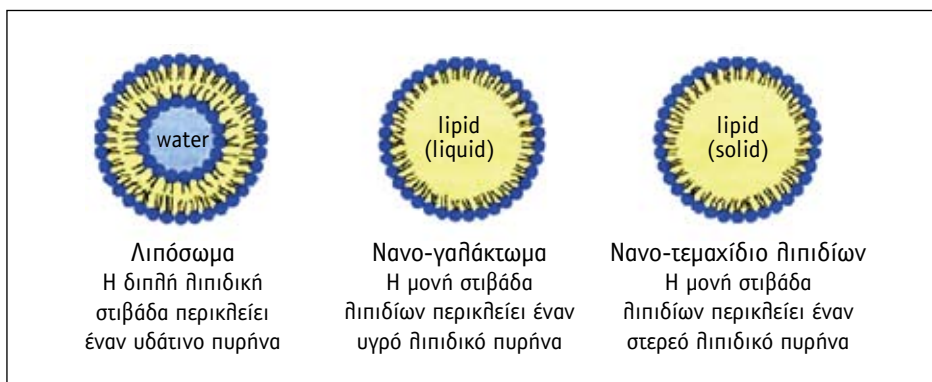 water
lipid
(liquid)
lipid
(solid)
Λιπόσωμα
Η διπλή λιπιδική
στιβάδα περικλείει
έναν υδάτινο πυρήνα
Νανο-γαλάκτωμα
Η μονή στιβάδα
λιπιδίων περικλείει έναν
υγρό λιπιδικό πυρήνα
Νανο-τεμαχίδιο λιπιδίων
Η μονή στιβάδα
λιπιδίων περικλείει έναν
στερεό λιπιδικό πυρήνα